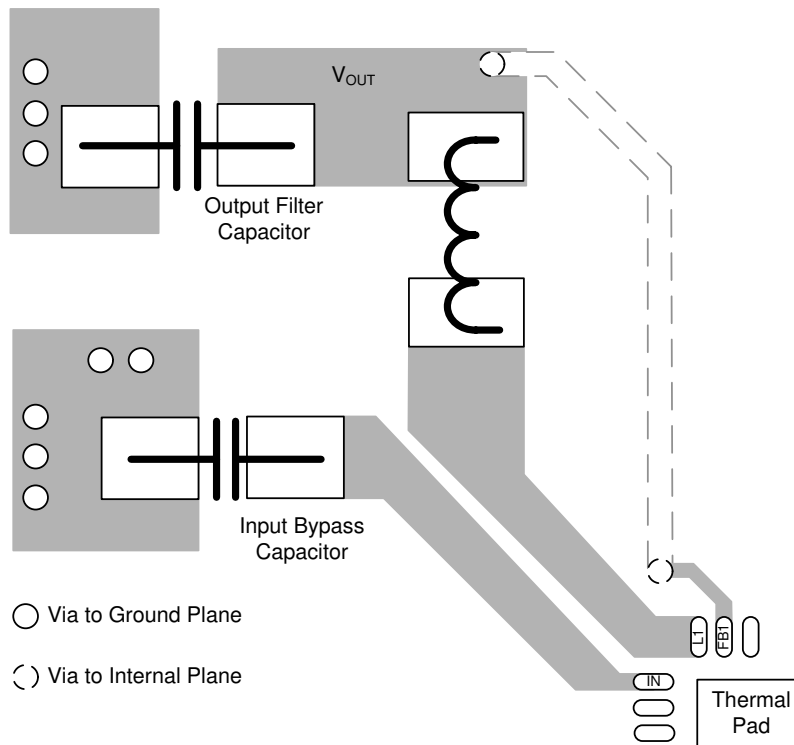 VOUT
Output Filter
Capacitor
Input Bypass
Capacitor
Via to Ground Plane
Via to Internal Plane
L1
FB1
IN
Thermal
Pad